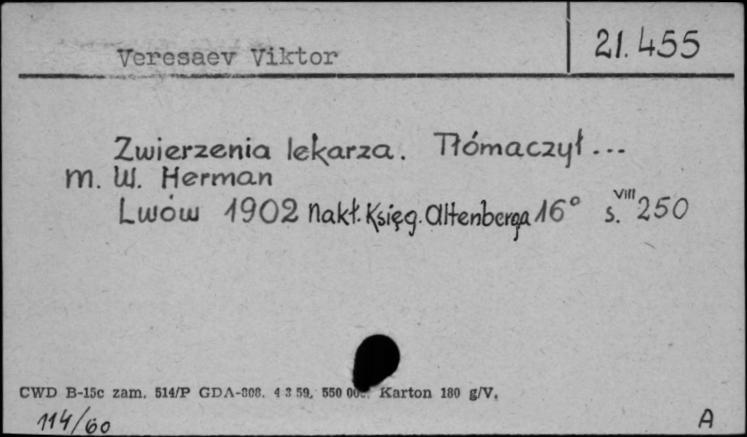 Veresaev Viktor
21.455
Zwierzenia lekarza. Tłómaczył...
m. W. Herman
Lwów 1902 nakł. Księg. Altenberga 16° s. VIII 250
CWD B-15c zam. 514/P GDA-808. 4 3 59. 550 Karton 180 g/V.
114/60
A